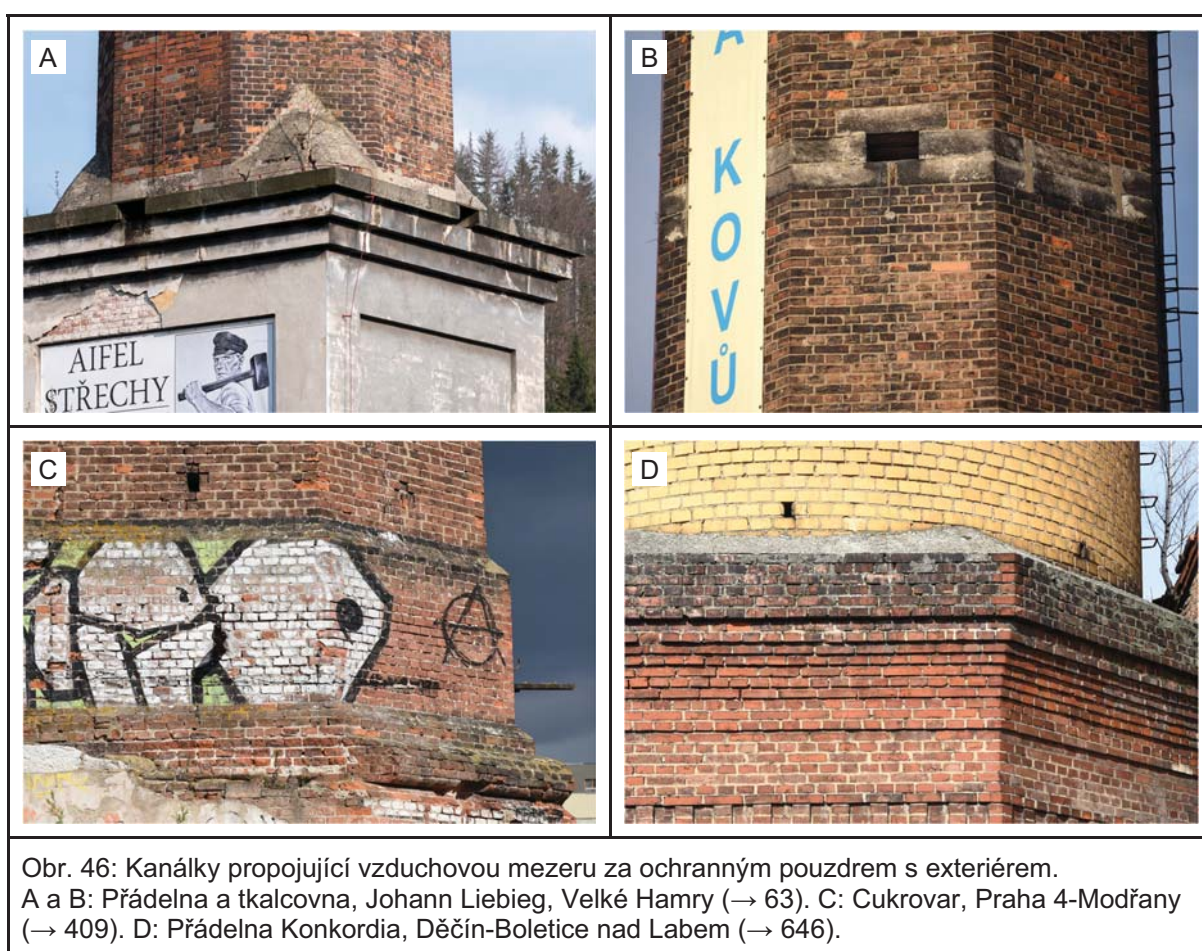 A
AIFEL
STŘECHY
B
A
KOVŮ
C
A
D
Obr. 46: Kanálky propojující vzduchovou mezeru za ochranným pouzdrem s exteriérem.
A a B: Přádelna a tkalcovna, Johann Liebieg, Velké Hamry (→ 63). C: Cukrovar, Praha 4-Modřany
(→ 409). D: Přádelna Konkordia, Děčín-Boletice nad Labem (→ 646).